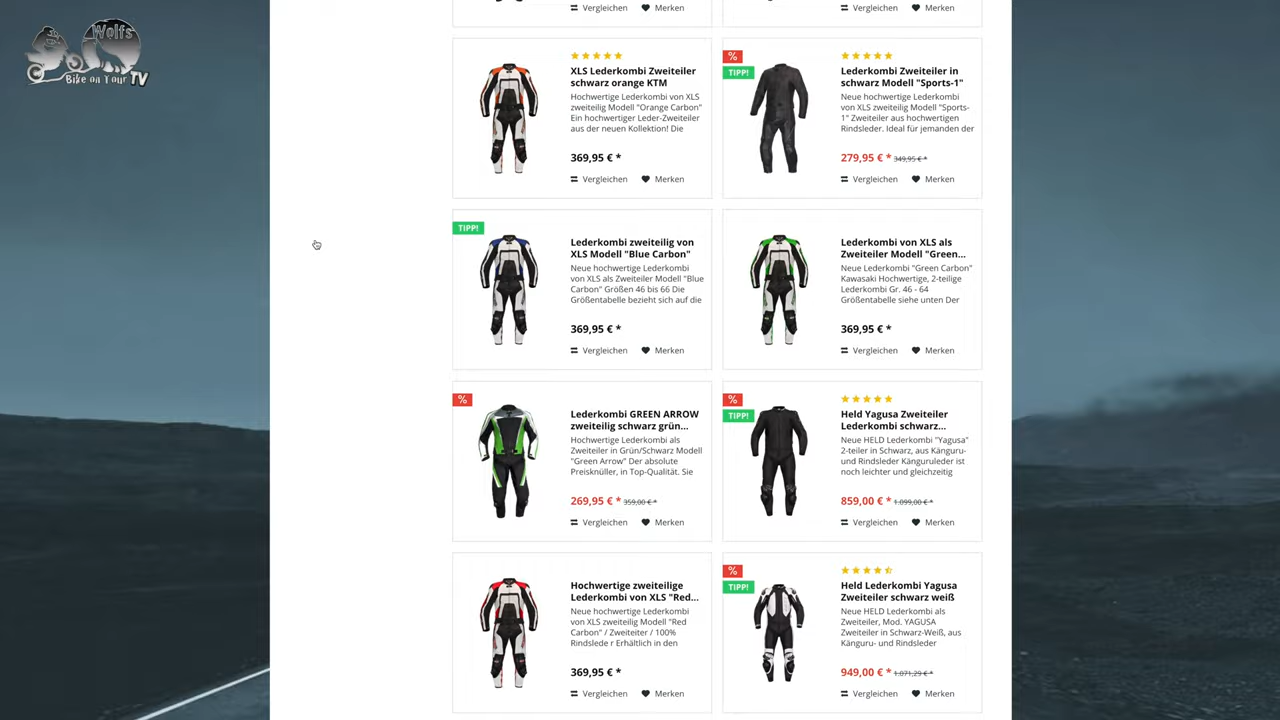 Wolfs
Bike on Tour TV
Vergleichen Merken
Vergleichen Merken
XLS Lederkombi Zweiteiler
schwarz orange KTM
Hochwertige Lederkombi von XLS
zweiteilig Modell "Orange Carbon"
Ein hochwertiger Leder-Zweiteiler
aus der neuen Kollektion! Die
369,95 € *
Vergleichen Merken
%
TIPP!
Lederkombi Zweiteiler in
schwarz Modell "Sports-1"
Neue hochwertige Lederkombi
von XLS zweiteilig Modell "Sports-
1" Zweiteiler aus hochwertigen
Rindsleder. Ideal für jemanden der
279,95 € * 349,95 € *
Vergleichen Merken
TIPP!
Lederkombi zweiteilig von
XLS Modell "Blue Carbon"
Neue hochwertige Lederkombi
von XLS als Zweiteiler Modell "Blue
Carbon" Größen 46 bis 66 Die
Größentabelle bezieht sich auf die
369,95 € *
Vergleichen Merken
Lederkombi von XLS als
Zweiteiler Modell "Green...
Neue Lederkombi "Green Carbon"
Kawasaki Hochwertige, 2-teilige
Lederkombi Gr. 46 - 64
Größentabelle siehe unten Der
369,95 € *
Vergleichen Merken
%
Lederkombi GREEN ARROW
zweiteilig schwarz grün...
Hochwertige Lederkombi als
Zweiteiler in Grün/Schwarz Modell
"Green Arrow" Der absolute
Preisknüller, in Top-Qualität. Sie
269,95 € * 359,00 € *
Vergleichen Merken
%
TIPP!
Held Yagusa Zweiteiler
Lederkombi schwarz...
Neue HELD Lederkombi "Yagusa"
2-teiler in Schwarz, aus Känguru-
und Rindsleder Känguruleder ist
noch leichter und gleichzeitig
859,00 € * 1.099,00 € *
Vergleichen Merken
Hochwertige zweiteilige
Lederkombi von XLS "Red...
Neue hochwertige Lederkombi
von XLS zweiteilig Modell "Red
Carbon" / Zweiteiter / 100%
Rindslede r Erhältlich in den
369,95 € *
Vergleichen Merken
%
TIPP!
Held Lederkombi Yagusa
Zweiteiler schwarz weiß
Neue HELD Lederkombi als
Zweiteiler, Mod. YAGUSA
Zweiteiler in Schwarz-Weiß, aus
Känguru- und Rindsleder
949,00 € * 1.071,29 € *
Vergleichen Merken